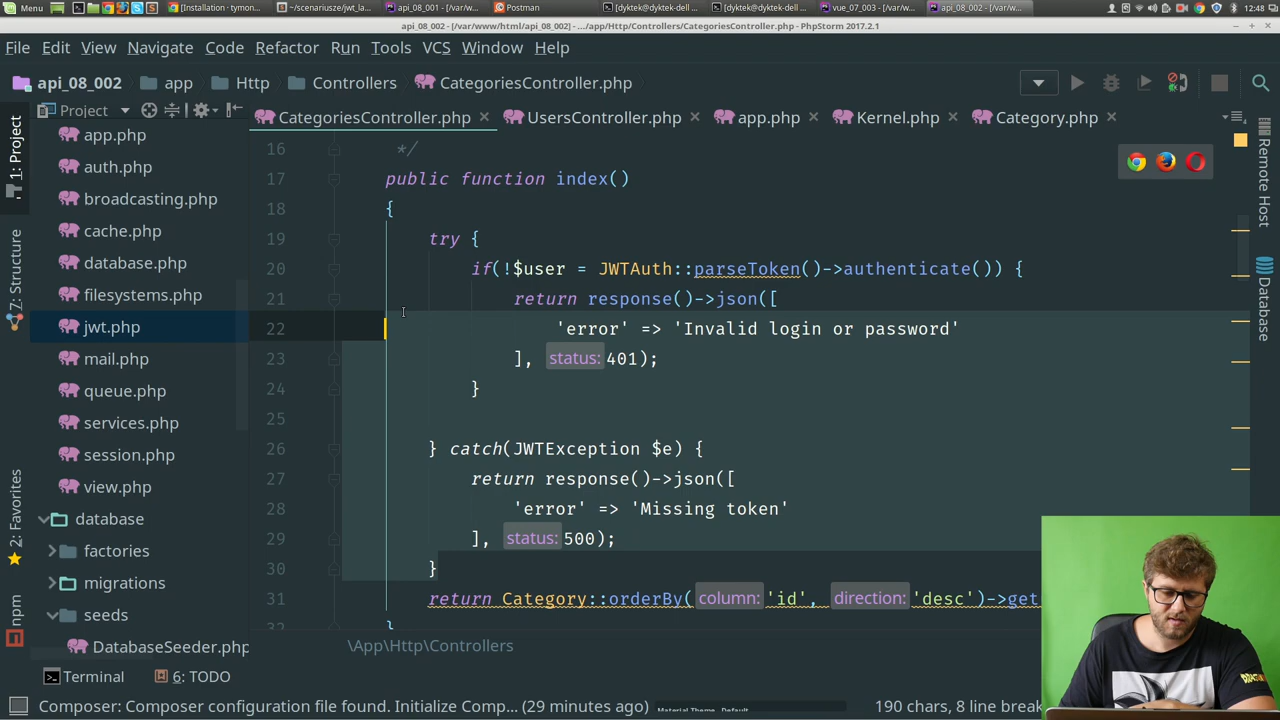 Menu
[Installation - tymon...
~/scenariusze/jwt_la...
api_08_001 - [/var/w...
Postman
[dyktek@dyktek-dell ...
[dyktek@dyktek-dell ...
vue_07_003 - [/var/w...
api_08_002 - [/var/w...
12:48
api_08_002 - [/var/www/html/api_08_002] - .../app/Http/Controllers/CategoriesController.php - PhpStorm 2017.2.1
File Edit View Navigate Code Refactor Run Tools VCS Window Help
api_08_002 app Http Controllers CategoriesController.php
Project
CategoriesController.php UsersController.php app.php Kernel.php Category.php
1: Project
7: Structure
2: Favorites
npm
app.php
auth.php
broadcasting.php
cache.php
database.php
filesystems.php
jwt.php
mail.php
queue.php
services.php
session.php
view.php
database
factories
migrations
seeds
DatabaseSeeder.php
16 */
17 public function index()
18 {
19 try {
20 if(!$user = JWTAuth::parseToken()->authenticate()) {
21 return response()->json([
22 'error' => 'Invalid login or password'
23 ], status: 401);
24 }
25
26 } catch(JWTException $e) {
27 return response()->json([
28 'error' => 'Missing token'
29 ], status: 500);
30 }
31 return Category::orderBy( column: 'id', direction: 'desc')->get
32 }
Remote Host
Database
\App\Http\Controllers
Terminal 6: TODO
Composer: Composer configuration file found. Initialize Comp... (29 minutes ago)
Material Theme - Default
190 chars, 8 line break